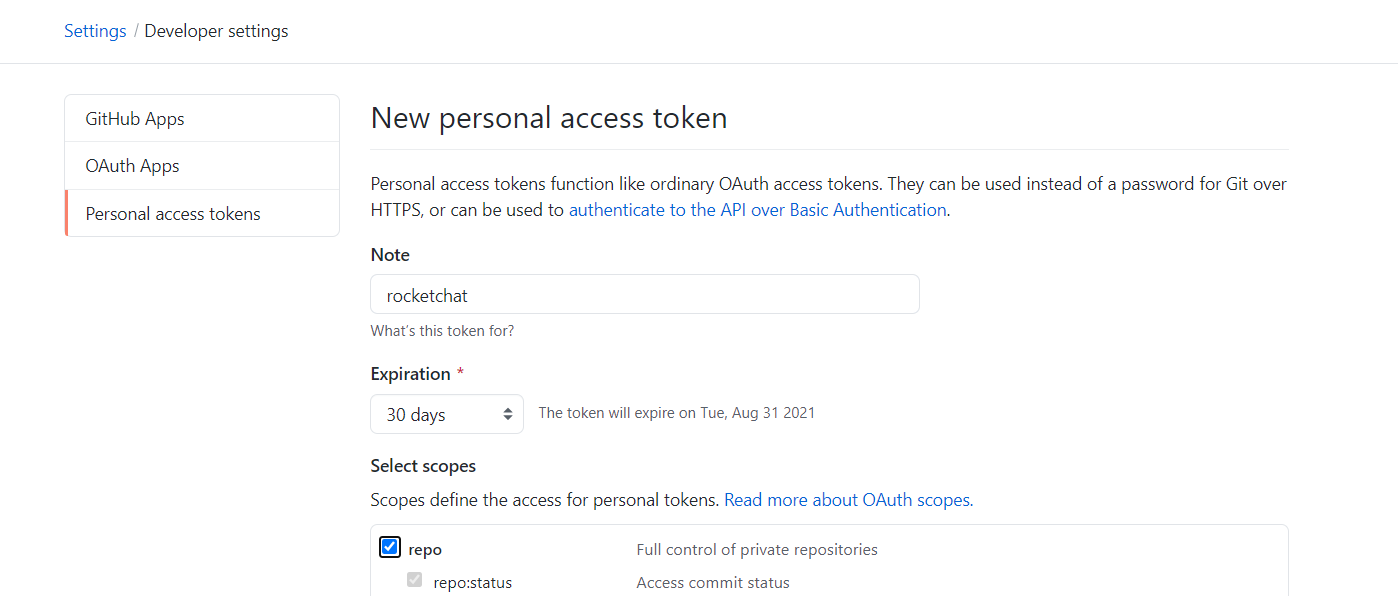 Settings / Developer settings
GitHub Apps
OAuth Apps
Personal access tokens
New personal access token
Personal access tokens function like ordinary OAuth access tokens. They can be used instead of a password for Git over
HTTPS, or can be used to authenticate to the API over Basic Authentication.
Note
rocketchat
What's this token for?
Expiration *
30 days The token will expire on Tue, Aug 31 2021
Select scopes
Scopes define the access for personal tokens. Read more about OAuth scopes.
repo Full control of private repositories
repo:status Access commit status